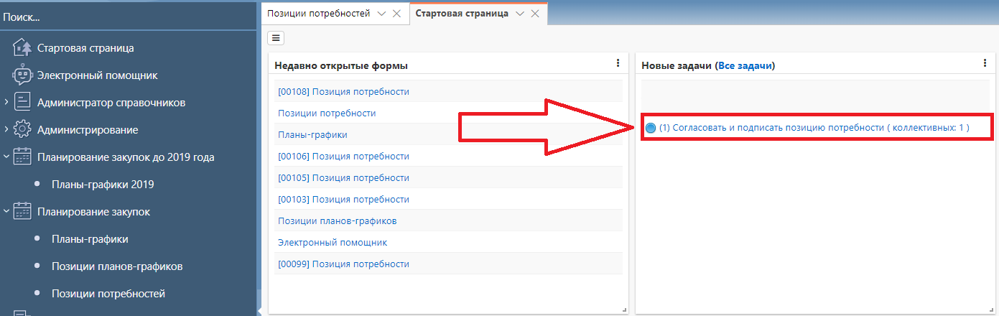 Поиск...
Стартовая страница
Электронный помощник
Администратор справочников
Администрирование
Планирование закупок до 2019 года
Планы-графики 2019
Планирование закупок
Планы-графики
Позиции планов-графиков
Позиции потребностей
Позиции потребностей
Стартовая страница
Недавно открытые формы
[00108] Позиция потребности
Позиции потребности
Планы-графики
[00106] Позиция потребности
[00105] Позиция потребности
[00103] Позиция потребности
Позиции планов-графиков
Электронный помощник
[00099] Позиция потребности
Новые задачи (Все задачи)
(1) Согласовать и подписать позицию потребности ( коллективных: 1 )